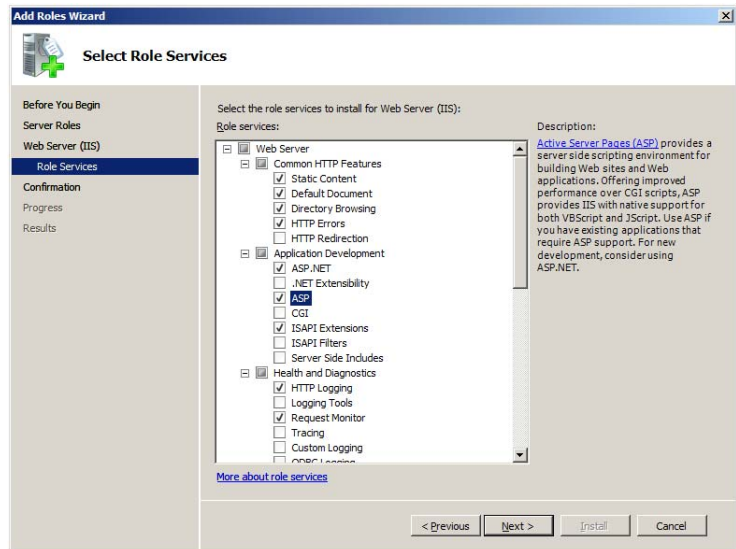 Add Roles Wizard
Select Role Services
Before You Begin
Server Roles
Web Server (IIS)
Role Services
Confirmation
Progress
Results
Select the role services to install for Web Server (IIS):
Role services:
Web Server
Common HTTP Features
Static Content
Default Document
Directory Browsing
HTTP Errors
HTTP Redirection
Application Development
ASP.NET
.NET Extensibility
ASP
CGI
ISAPI Extensions
ISAPI Filters
Server Side Includes
Health and Diagnostics
HTTP Logging
Logging Tools
Request Monitor
Tracing
Custom Logging
ODBC Logging
More about role services
Description:
Active Server Pages (ASP) provides a
server side scripting environment for
building Web sites and Web
applications. Offering improved
performance over CGI scripts, ASP
provides IIS with native support for
both VBScript and JScript. Use ASP if
you have existing applications that
require ASP support. For new
development, consider using
ASP.NET.
< Previous
Next >
Install
Cancel